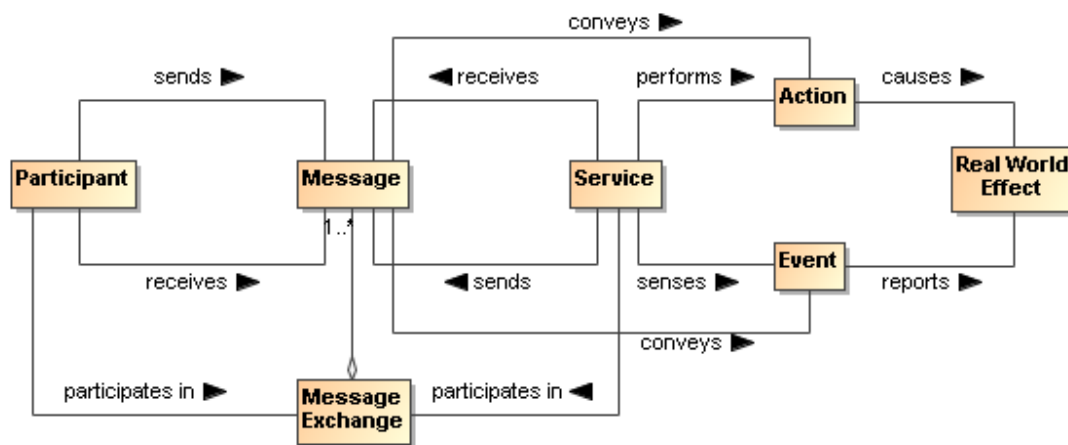 conveys
sends
receives
performs
causes
Action
Participant
Message
Service
Real World
Effect
1..*
Event
receives
sends
senses
reports
conveys
participates in
Message
Exchange
participates in